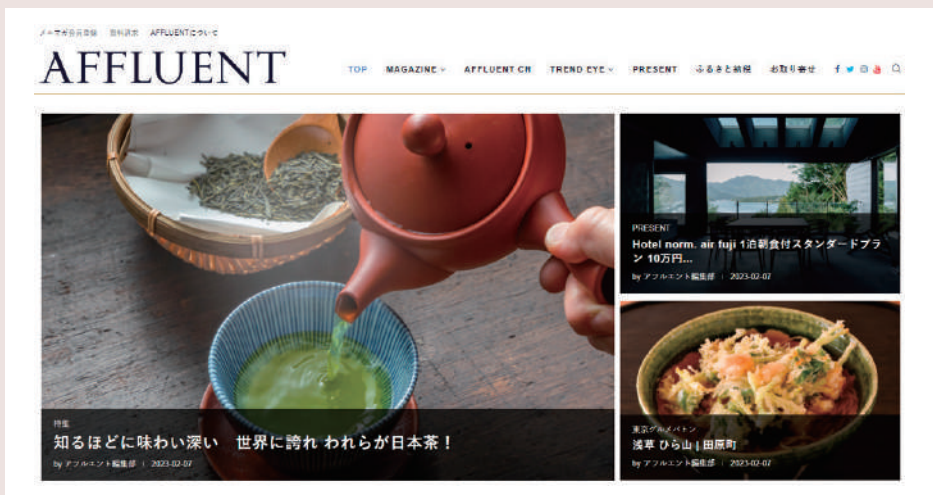 メールマガ会員登録 資料請求 AFFLUENTについて
AFFLUENT
TOP MAGAZINE AFFLUENT CH TREND EYE PRESENT ふるさと納税 お取り寄せ
PRESENT
Hotel norm. air fuji 1泊朝食付スタンダードプラ
ン 10万円...
by アフルエント編集部 | 2023-02-07
特集
知るほどに味わい深い 世界に誇れ われらが日本茶！
by アフルエント編集部 | 2023-02-07
東京グルメバトン
浅草 ひら山 | 田原町
by アフルエント編集部 | 2023-02-07